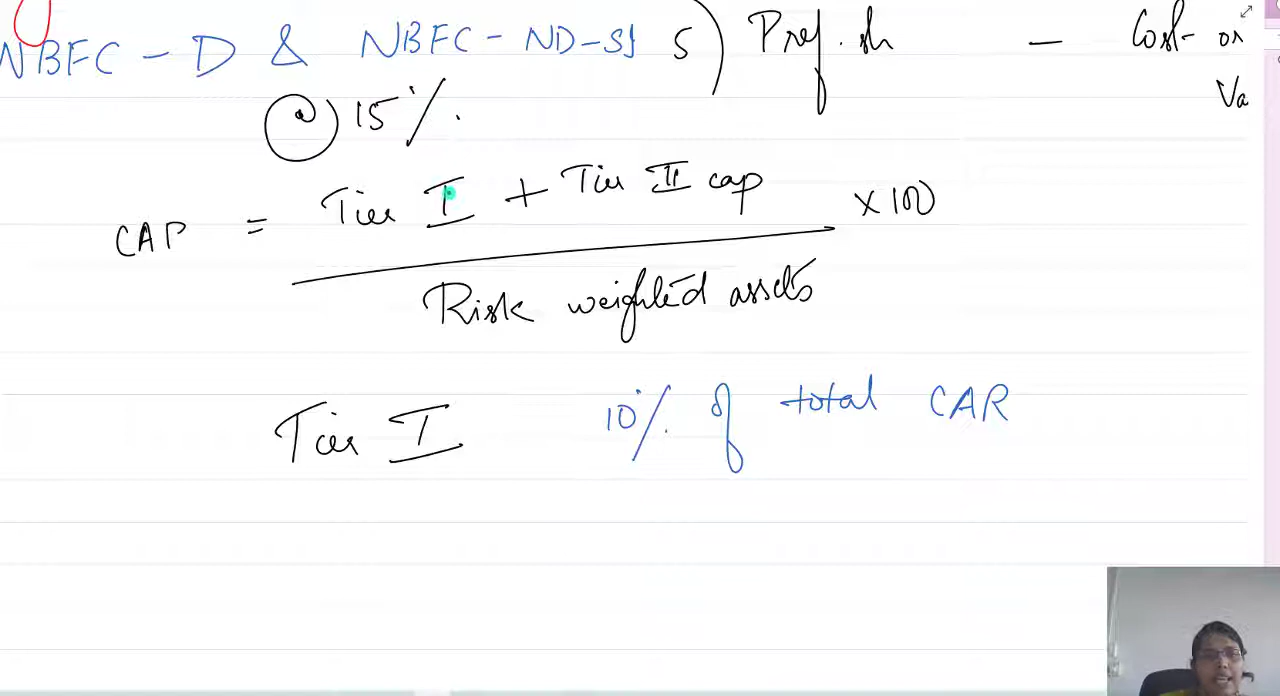 NBFC - D & NBFC - ND - SI
5) Pref. sh — Cost or
Va
@ 15%.
CAP = Tier I + Tier II cap × 100
Risk weighted assets
Tier I 10% of total CAR